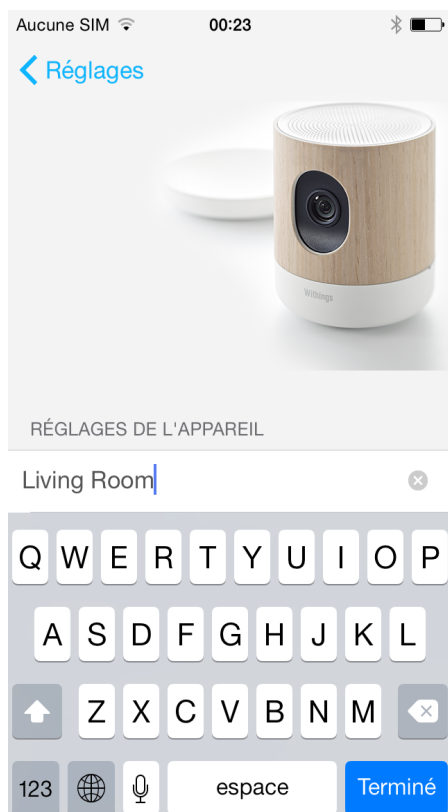 Aucune SIM 00:23
Réglages
Withings
RÉGLAGES DE L'APPAREIL
Living Room
Q W E R T Y U I O P
A S D F G H J K L
Z X C V B N M
123 espace Terminé